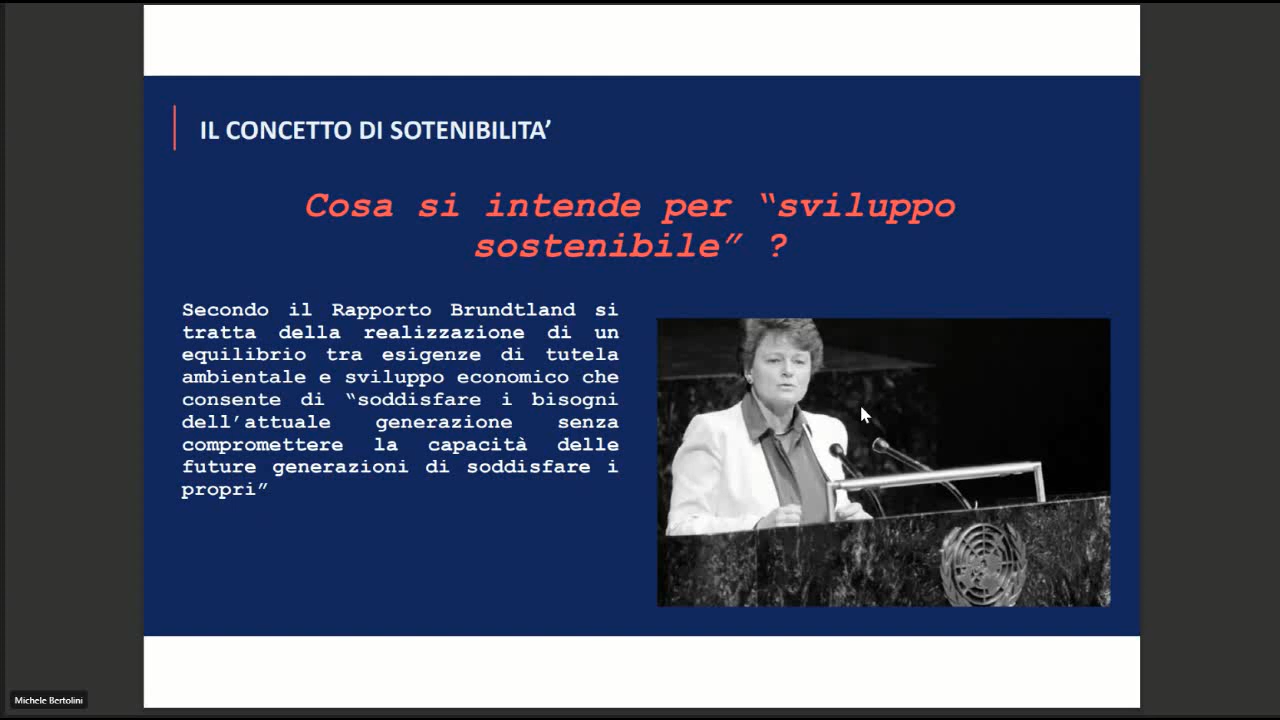 IL CONCETTO DI SOTENIBILITA’
Cosa si intende per “sviluppo
sostenibile” ?
Secondo il Rapporto Brundtland si
tratta della realizzazione di un
equilibrio tra esigenze di tutela
ambientale e sviluppo economico che
consente di “soddisfare i bisogni
dell’attuale generazione senza
compromettere la capacità delle
future generazioni di soddisfare i
propri”
Michele Bertolini